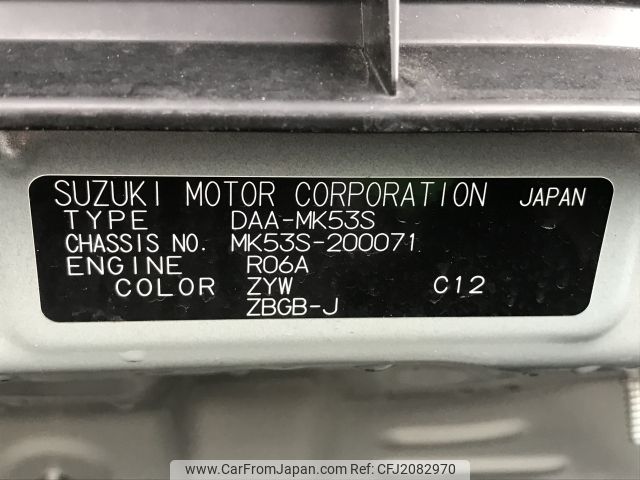 SUZUKI MOTOR CORPORATION JAPAN
TYPE DAA-MK53S
CHASSIS NO. MK53S-200071
ENGINE R06A
COLOR ZYW C12
ZBGB-J
www.CarFromJapan.com | CFJ2082970